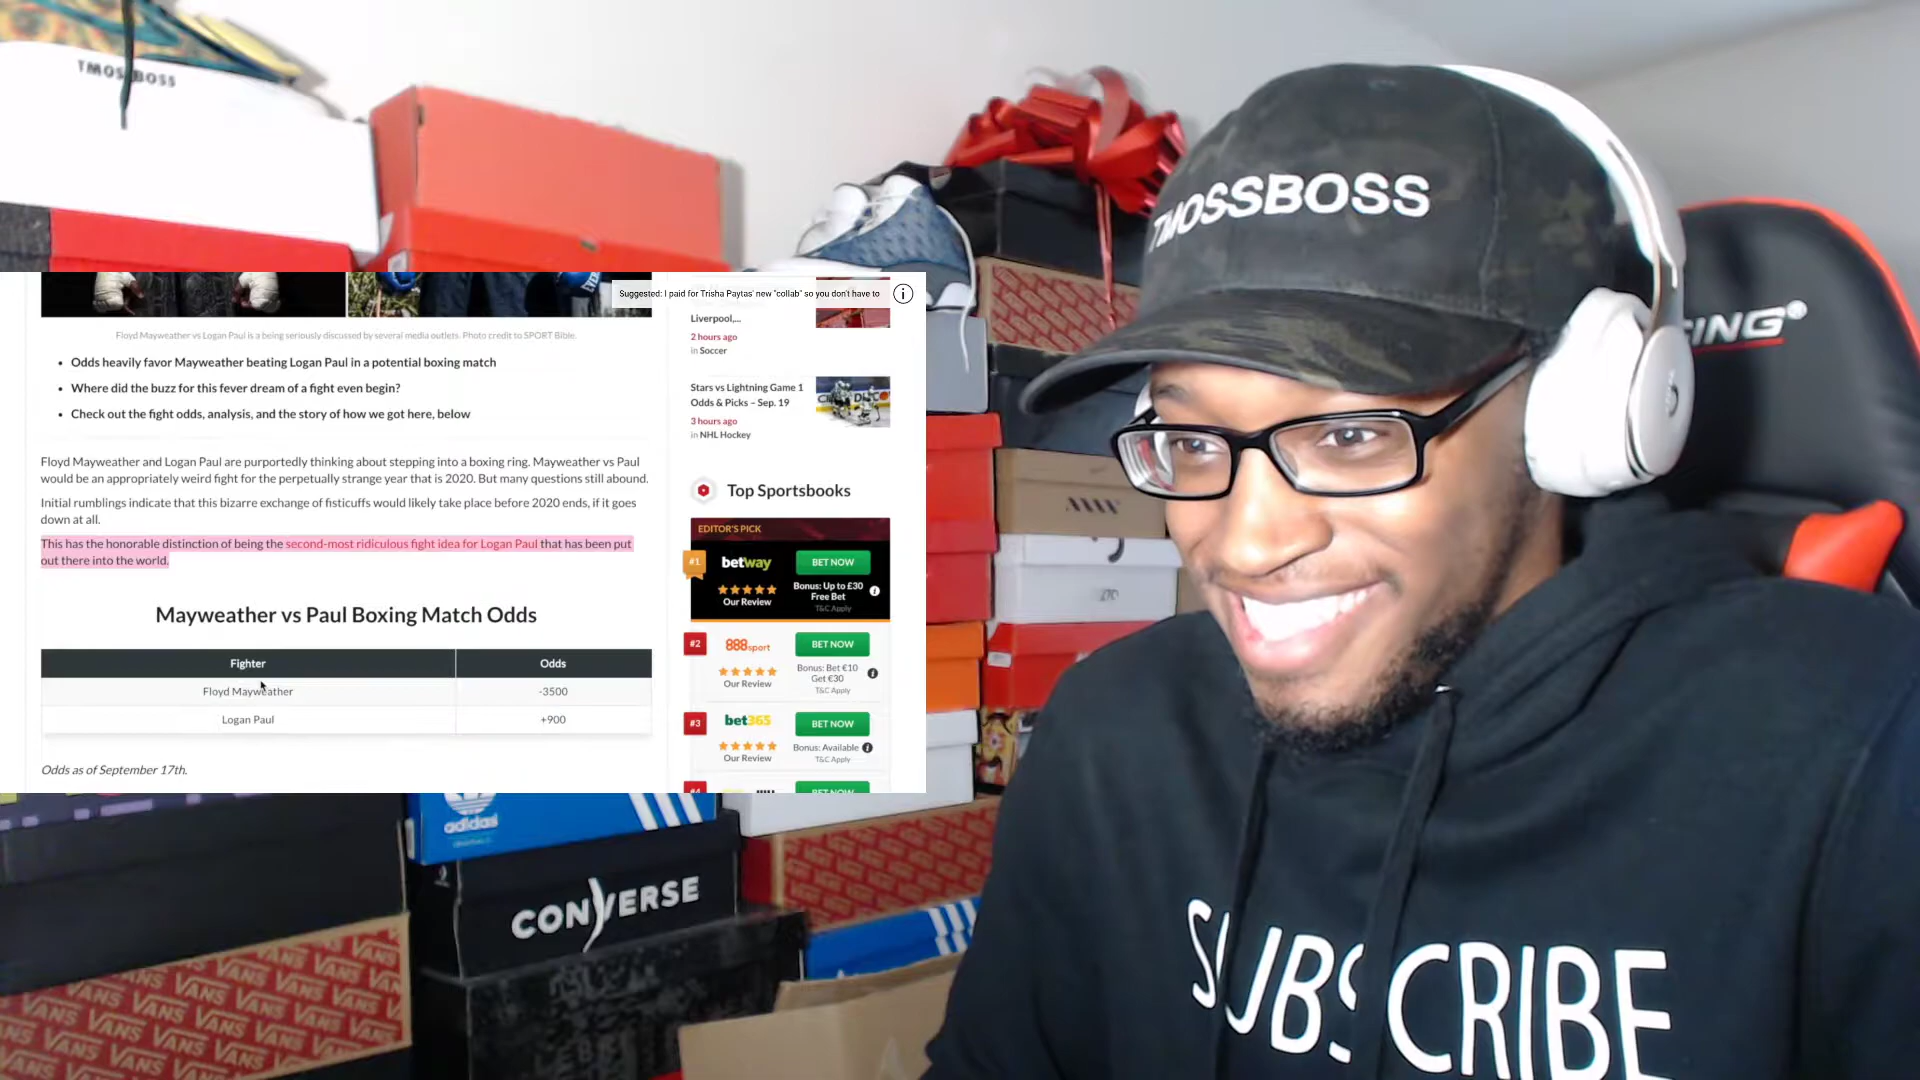 TMOSSBOSS
TMOSSBOSS
Suggested: I paid for Trisha Paytas' new "collab" so you don't have to
Floyd Mayweather vs Logan Paul is a being seriously discussed by several media outlets. Photo credit to SPORT Bible.
Odds heavily favor Mayweather beating Logan Paul in a potential boxing match
Where did the buzz for this fever dream of a fight even begin?
Check out the fight odds, analysis, and the story of how we got here, below
Floyd Mayweather and Logan Paul are purportedly thinking about stepping into a boxing ring. Mayweather vs Paul
would be an appropriately weird fight for the perpetually strange year that is 2020. But many questions still abound.
Initial rumblings indicate that this bizarre exchange of fisticuffs would likely take place before 2020 ends, if it goes
down at all.
This has the honorable distinction of being the second-most ridiculous fight idea for Logan Paul that has been put
out there into the world.
Mayweather vs Paul Boxing Match Odds
Fighter Odds
Floyd Mayweather -3500
Logan Paul +900
Odds as of September 17th.
Liverpool,...
2 hours ago
in Soccer
Stars vs Lightning Game 1
Odds & Picks – Sep. 19
3 hours ago
in NHL Hockey
Top Sportsbooks
EDITOR'S PICK
#1 betway BET NOW
Our Review
Bonus: Up to £30
Free Bet
T&C Apply
#2 888sport BET NOW
Our Review
Bonus: Bet €10
Get €30
T&C Apply
#3 bet365 BET NOW
Our Review
Bonus: Available
T&C Apply
#4 BET NOW
ING®
adidas
CONVERSE
VANS VANS VANS
SUBSCRIBE